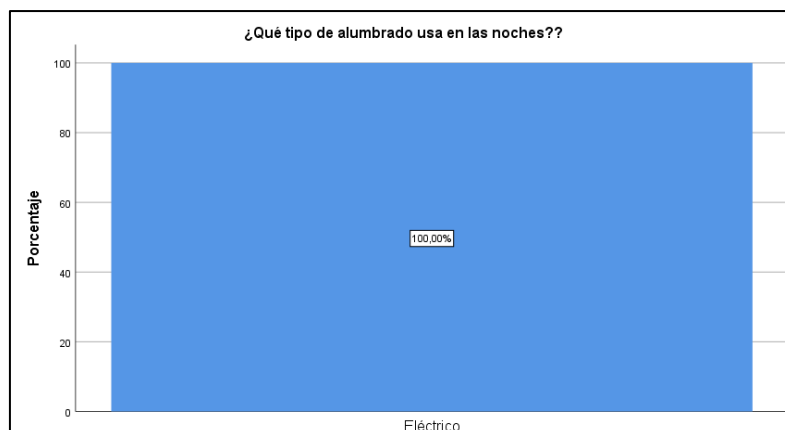 ¿Qué tipo de alumbrado usa en las noches??
Porcentaje
100
80
60
40
20
0
100,00%
Eléctrico